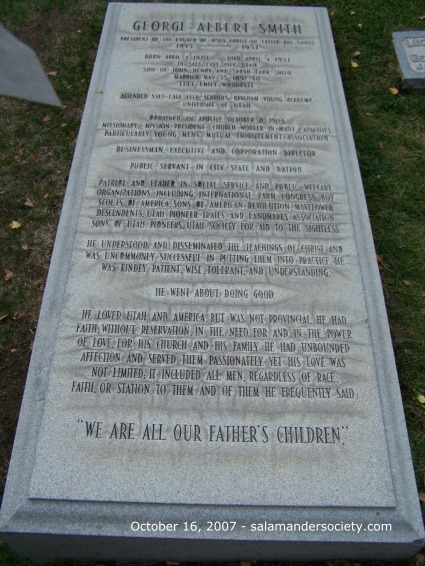 GEORGE ALBERT SMITH
PRESIDENT OF THE CHURCH OF JESUS CHRIST OF LATTER-DAY SAINTS
1945 - 1951
BORN APRIL 4, 1870 DIED APRIL 4, 1951
IN SALT LAKE CITY, UTAH
SON OF JOHN HENRY AND SARAH FARR SMITH
MARRIED MAY 25, 1892 TO
LUCY EMILY WOODRUFF
ATTENDED SALT LAKE CITY SCHOOLS, BRIGHAM YOUNG ACADEMY
UNIVERSITY OF UTAH
ORDAINED AN APOSTLE OCTOBER 8, 1903
MISSIONARY, MISSION PRESIDENT, CHURCH WORKER IN MANY CAPACITIES
PARTICULARLY YOUNG MEN'S MUTUAL IMPROVEMENT ASSOCIATION
BUSINESSMAN, EXECUTIVE AND CORPORATION DIRECTOR
PUBLIC SERVANT IN CITY, STATE AND NATION
PATRIOT AND LEADER IN SOCIAL SERVICE AND PUBLIC WELFARE
ORGANIZATIONS INCLUDING INTERNATIONAL FARM CONGRESS, BOY
SCOUTS OF AMERICA, SONS OF AMERICAN REVOLUTION, MAYFLOWER
DESCENDENTS, UTAH PIONEER TRAILS AND LANDMARKS ASSOCIATION
SONS OF UTAH PIONEERS, UTAH SOCIETY FOR AID TO THE SIGHTLESS
HE UNDERSTOOD AND DISSEMINATED THE TEACHINGS OF CHRIST AND
WAS UNCOMMONLY SUCCESSFUL IN PUTTING THEM INTO PRACTICE. HE
WAS KINDLY, PATIENT, WISE, TOLERANT, AND UNDERSTANDING.
HE WENT ABOUT DOING GOOD.
HE LOVED UTAH AND AMERICA, BUT WAS NOT PROVINCIAL. HE HAD
FAITH, WITHOUT RESERVATION, IN THE NEED FOR AND IN THE POWER
OF LOVE. FOR HIS CHURCH AND HIS FAMILY HE HAD UNBOUNDED
AFFECTION AND SERVED THEM PASSIONATELY. YET HIS LOVE WAS
NOT LIMITED, IT INCLUDED ALL MEN, REGARDLESS OF RACE,
FAITH, OR STATION. TO THEM AND OF THEM HE FREQUENTLY SAID:
"WE ARE ALL OUR FATHER'S CHILDREN."
October 16, 2007 - salamandersociety.com